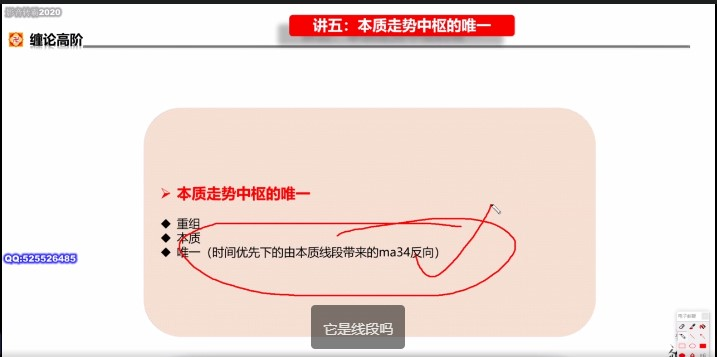 讲五：本质走势中枢的唯一
缠论高阶
本质走势中枢的唯一
重组
本质
唯一（时间优先下的由本质线段带来的ma34反向）
QQ:525526485
它是线段吗